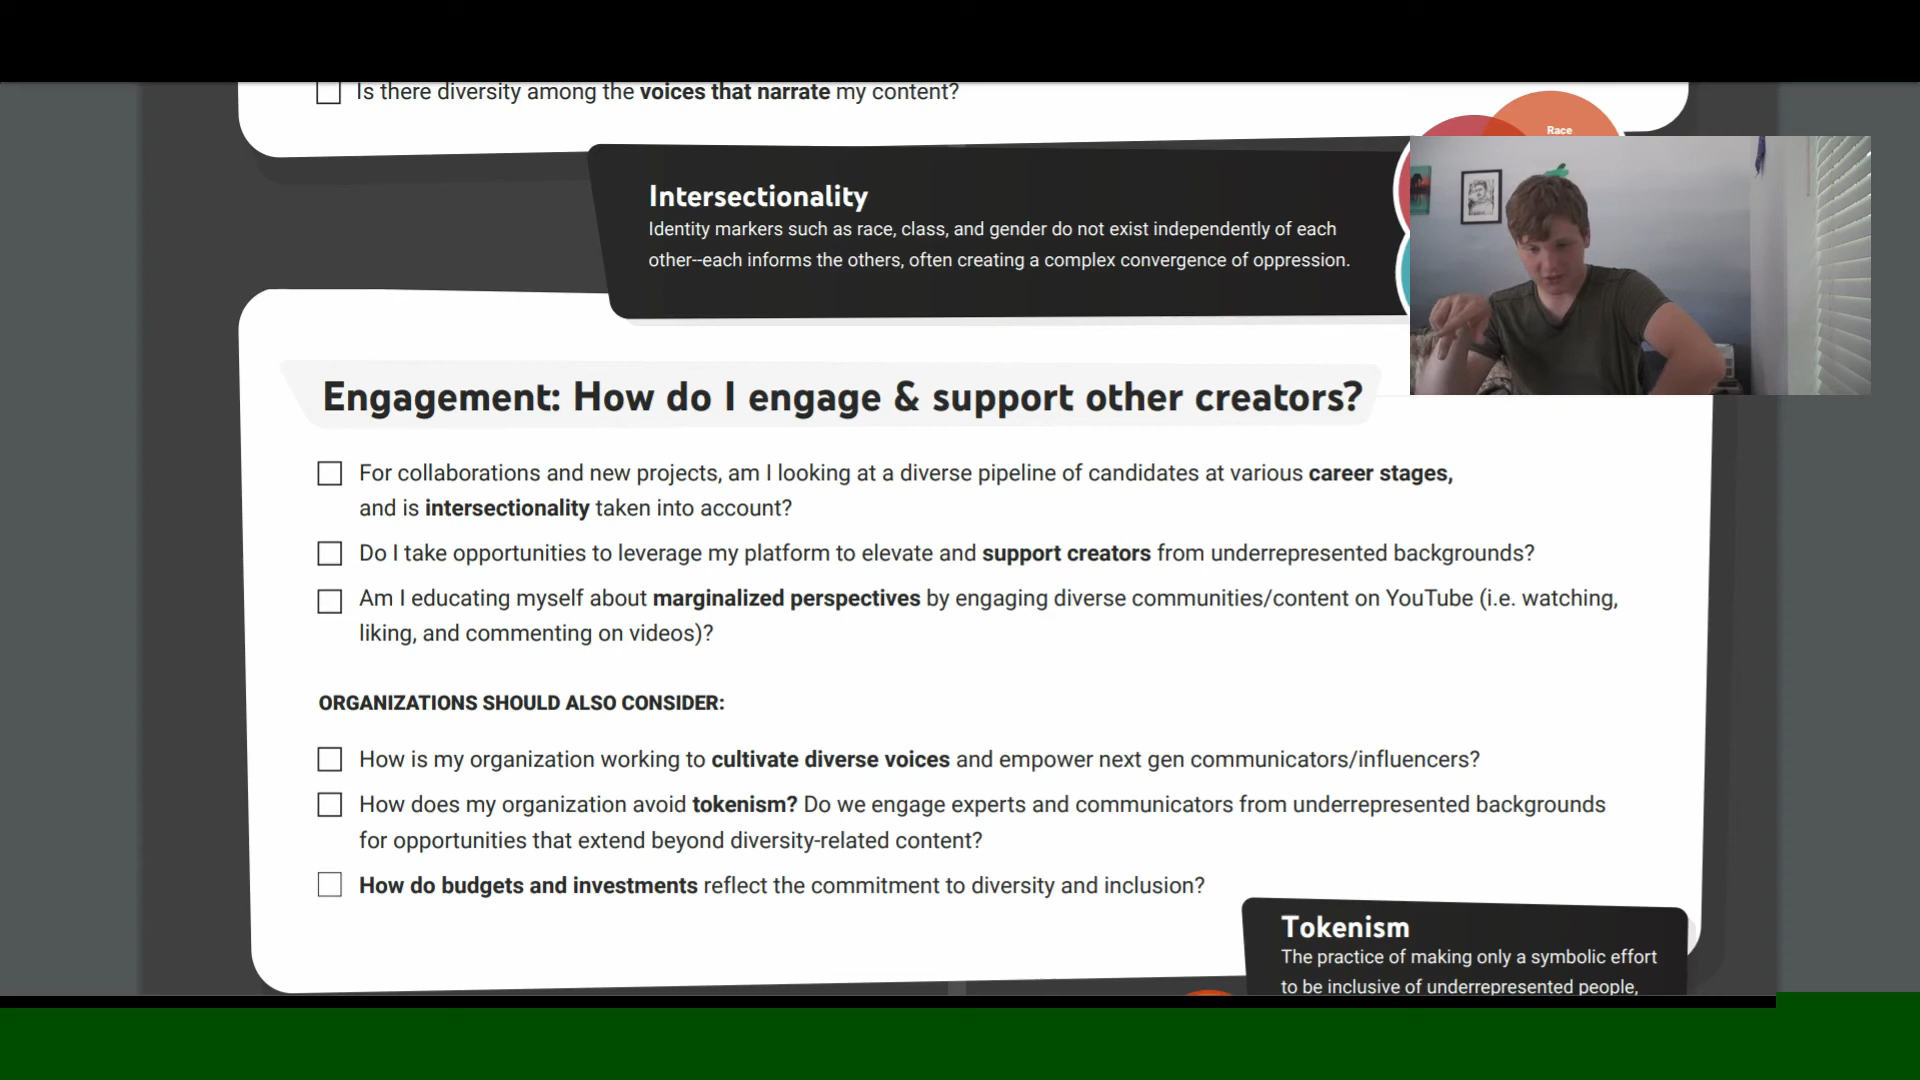 Is there diversity among the voices that narrate my content?
Race
Intersectionality
Identity markers such as race, class, and gender do not exist independently of each
other--each informs the others, often creating a complex convergence of oppression.
Engagement: How do I engage & support other creators?
For collaborations and new projects, am I looking at a diverse pipeline of candidates at various career stages,
and is intersectionality taken into account?
Do I take opportunities to leverage my platform to elevate and support creators from underrepresented backgrounds?
Am I educating myself about marginalized perspectives by engaging diverse communities/content on YouTube (i.e. watching,
liking, and commenting on videos)?
ORGANIZATIONS SHOULD ALSO CONSIDER:
How is my organization working to cultivate diverse voices and empower next gen communicators/influencers?
How does my organization avoid tokenism? Do we engage experts and communicators from underrepresented backgrounds
for opportunities that extend beyond diversity-related content?
How do budgets and investments reflect the commitment to diversity and inclusion?
Tokenism
The practice of making only a symbolic effort
to be inclusive of underrepresented people,